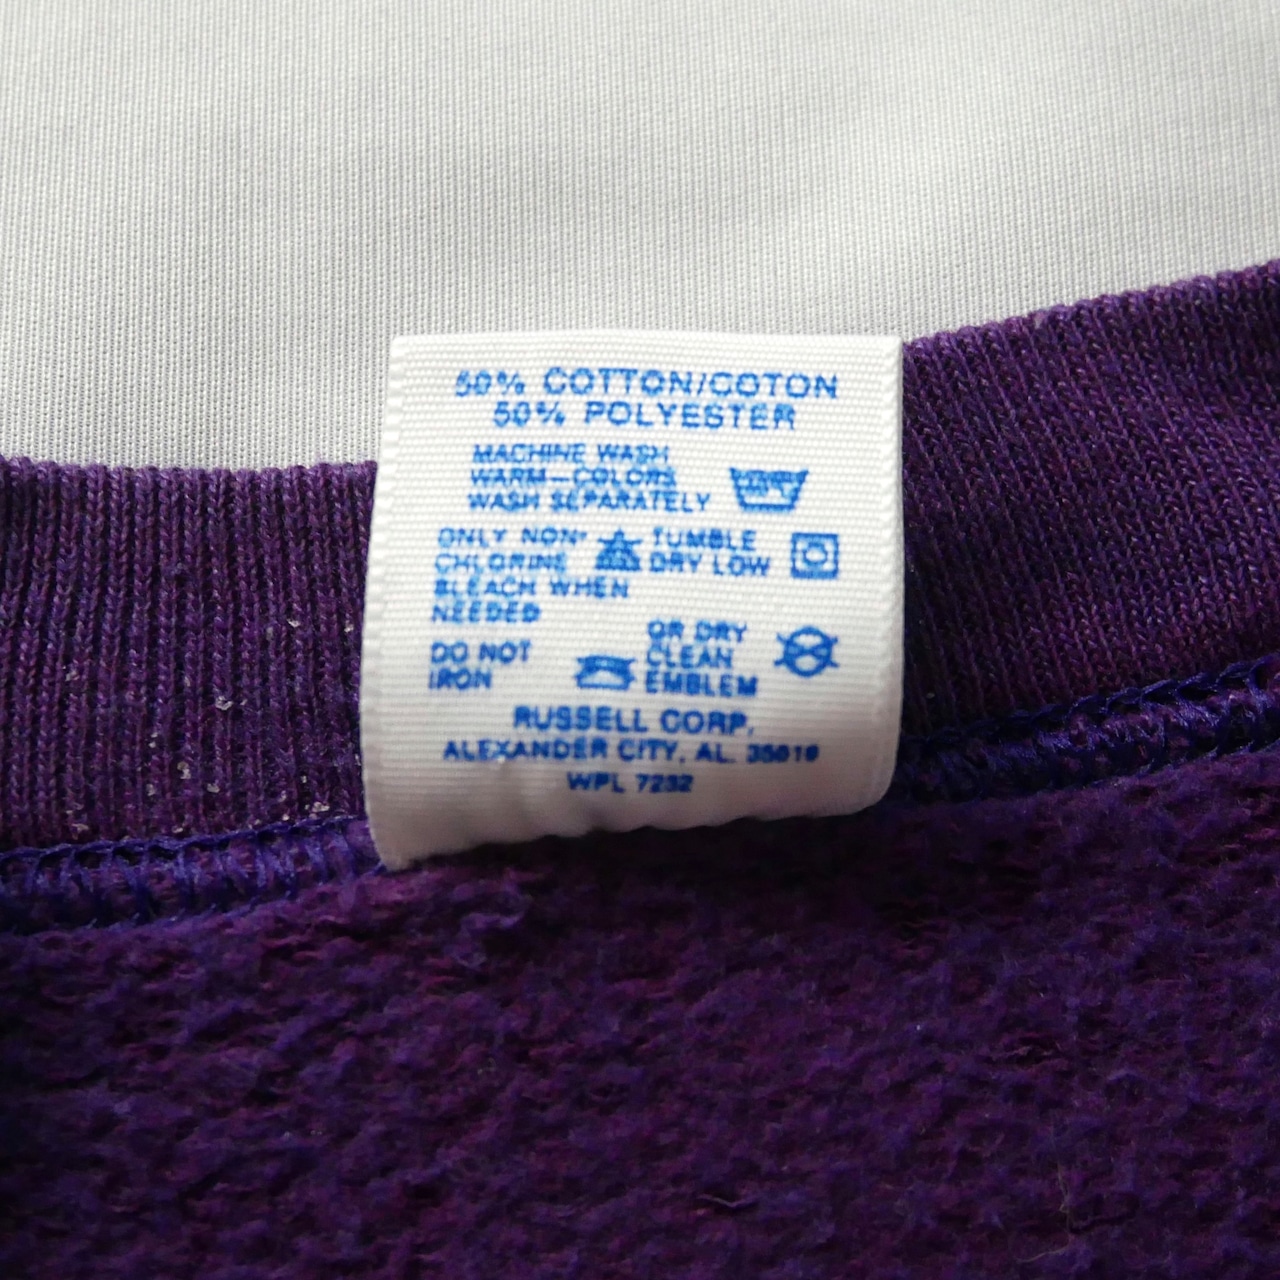 50% COTTON/COTON
50% POLYESTER
MACHINE WASH
WARM—COLORS
WASH SEPARATELY
ONLY NON-
CHLORINE
BLEACH WHEN
NEEDED
TUMBLE
DRY LOW
DO NOT
IRON
OR DRY
CLEAN
EMBLEM
RUSSELL CORP.
ALEXANDER CITY, AL. 35010
WPL 7232